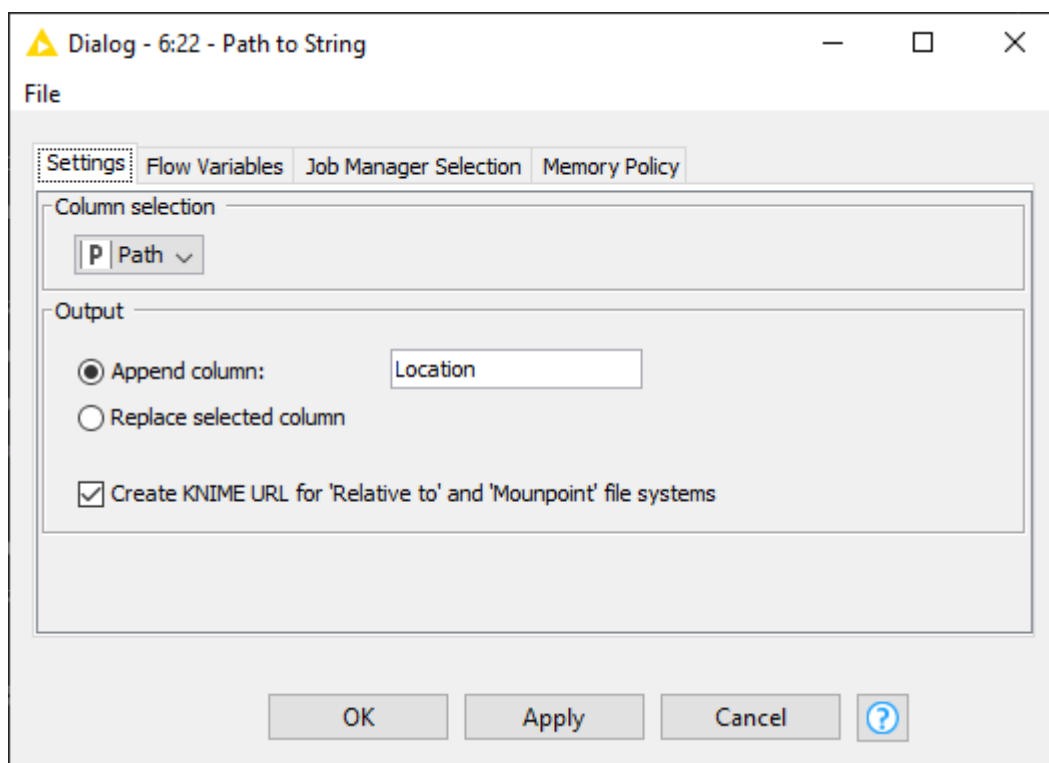 Dialog - 6:22 - Path to String
File
Settings Flow Variables Job Manager Selection Memory Policy
Column selection
P Path
Output
Append column: Location
Replace selected column
Create KNIME URL for 'Relative to' and 'Mounpoint' file systems
OK Apply Cancel ?